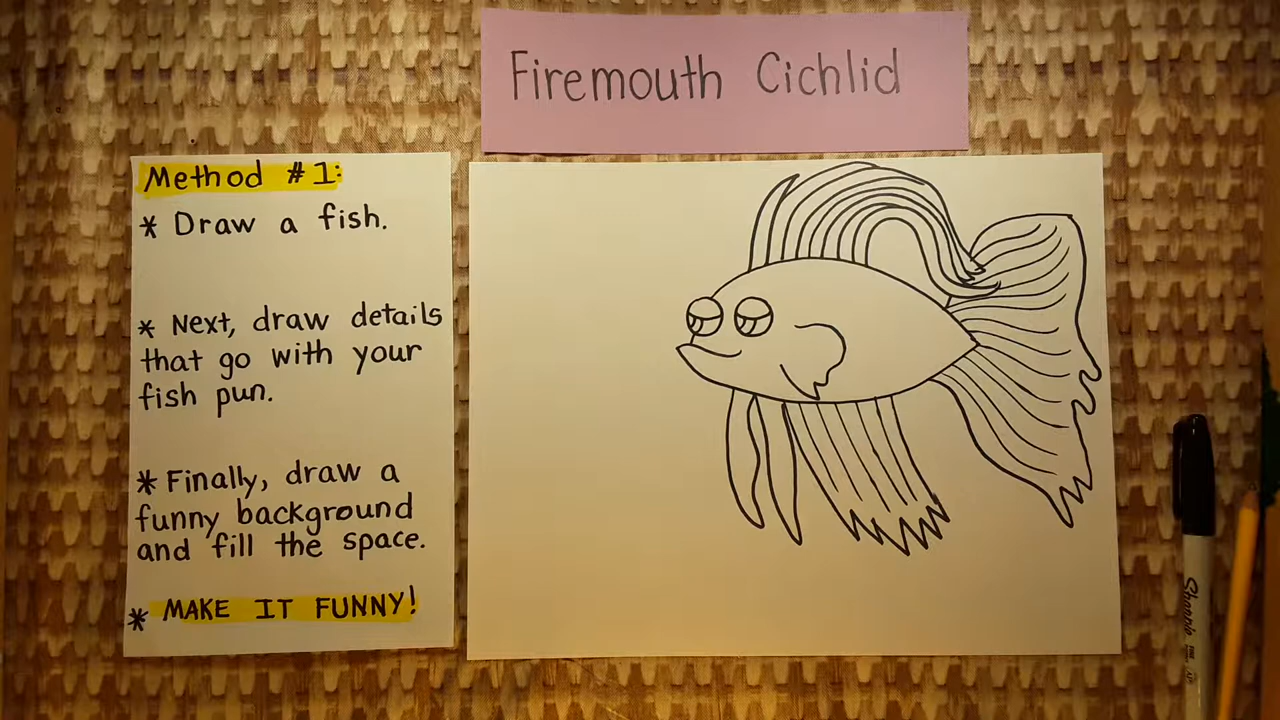 Firemouth Cichlid
Method #1:
* Draw a fish.
* Next, draw details
that go with your
fish pun.
* Finally, draw a
funny background
and fill the space.
* MAKE IT FUNNY!
Sharpie